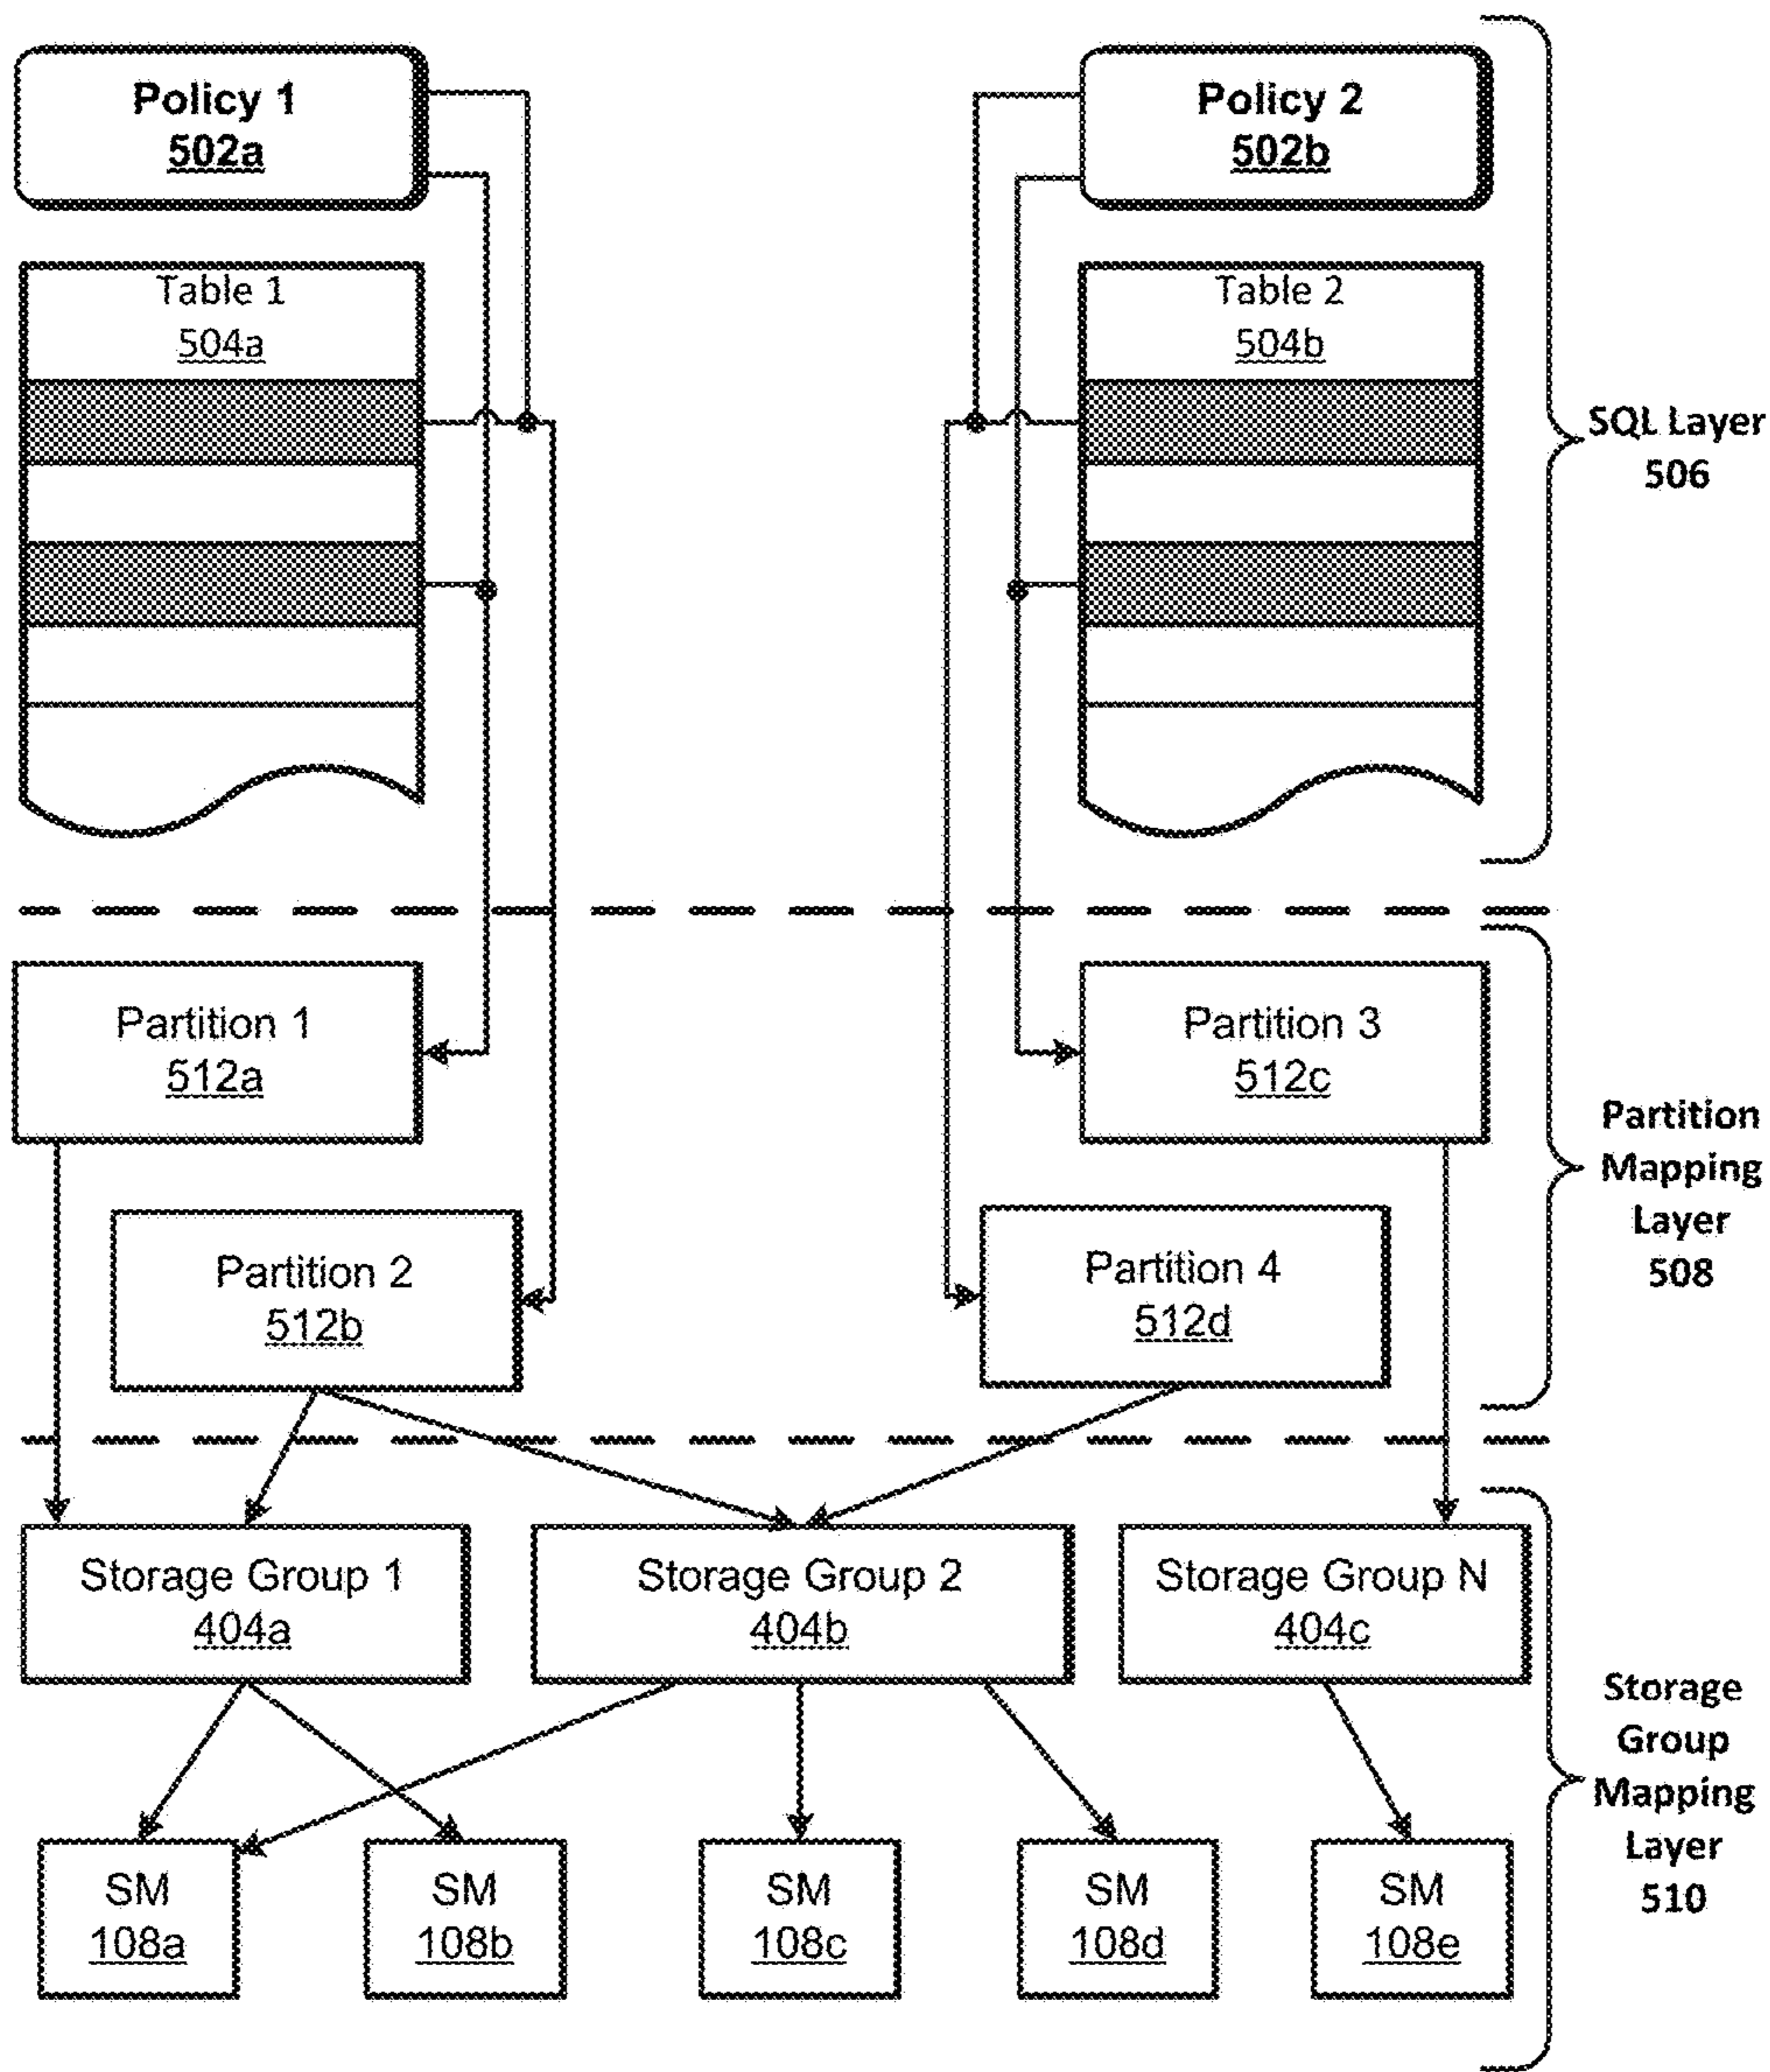 Policy 1
502a
Policy 2
502b
Table 1
504a
Table 2
504b
SQL Layer
506
Partition 1
512a
Partition 3
512c
Partition
Mapping
Layer
508
Partition 2
512b
Partition 4
512d
Storage Group 1
404a
Storage Group 2
404b
Storage Group N
404c
Storage
Group
Mapping
Layer
510
SM
108a
SM
108b
SM
108c
SM
108d
SM
108e